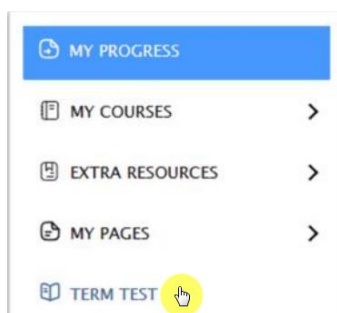 MY PROGRESS
MY COURSES
EXTRA RESOURCES
MY PAGES
TERM TEST